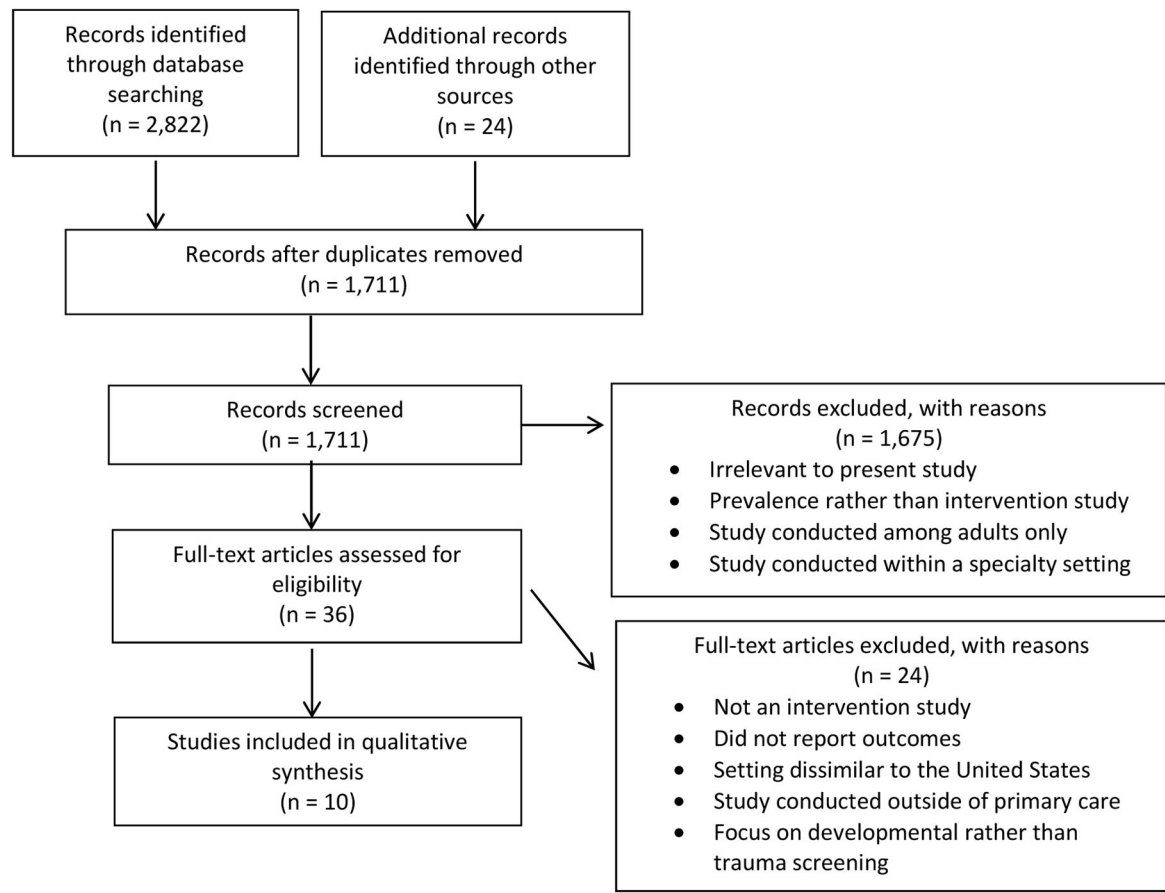 Records identified
through database
searching
(n = 2,822)
Additional records
identified through other
sources
(n = 24)
Records after duplicates removed
(n = 1,711)
Records screened
(n = 1,711)
Records excluded, with reasons
(n = 1,675)
• Irrelevant to present study
• Prevalence rather than intervention study
• Study conducted among adults only
• Study conducted within a specialty setting
Full-text articles assessed for
eligibility
(n = 36)
Full-text articles excluded, with reasons
(n = 24)
• Not an intervention study
• Did not report outcomes
• Setting dissimilar to the United States
• Study conducted outside of primary care
• Focus on developmental rather than
trauma screening
Studies included in qualitative
synthesis
(n = 10)